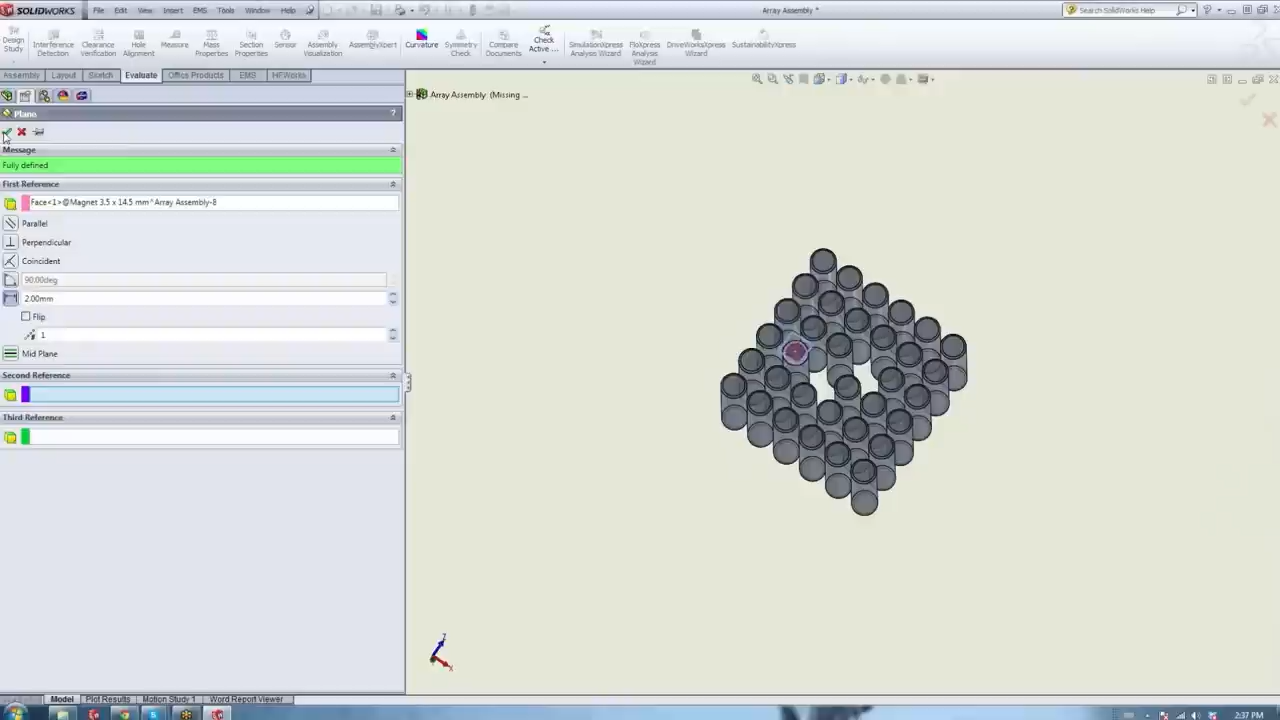 SOLIDWORKS File Edit View Insert EMS Tools Window Help Array Assembly * Search SolidWorks Help
Design Study
Interference Detection
Clearance Verification
Hole Alignment
Measure
Mass Properties
Section Properties
Sensor
Assembly Visualization
AssemblyXpert
Curvature
Symmetry Check
Compare Documents
Check Active ...
SimulationXpress Analysis Wizard
FloXpress Analysis Wizard
DriveWorksXpress Wizard
SustainabilityXpress
Assembly Layout Sketch Evaluate Office Products EMS HFWorks
Array Assembly (Missing ...
Plane ?
Message
Fully defined
First Reference
Face<1>@Magnet 3.5 x 14.5 mm^Array Assembly-8
Parallel
Perpendicular
Coincident
90.00deg
2.00mm
Flip
1
Mid Plane
Second Reference
Third Reference
Z
X
Model Plot Results Motion Study 1 Word Report Viewer
2:37 PM